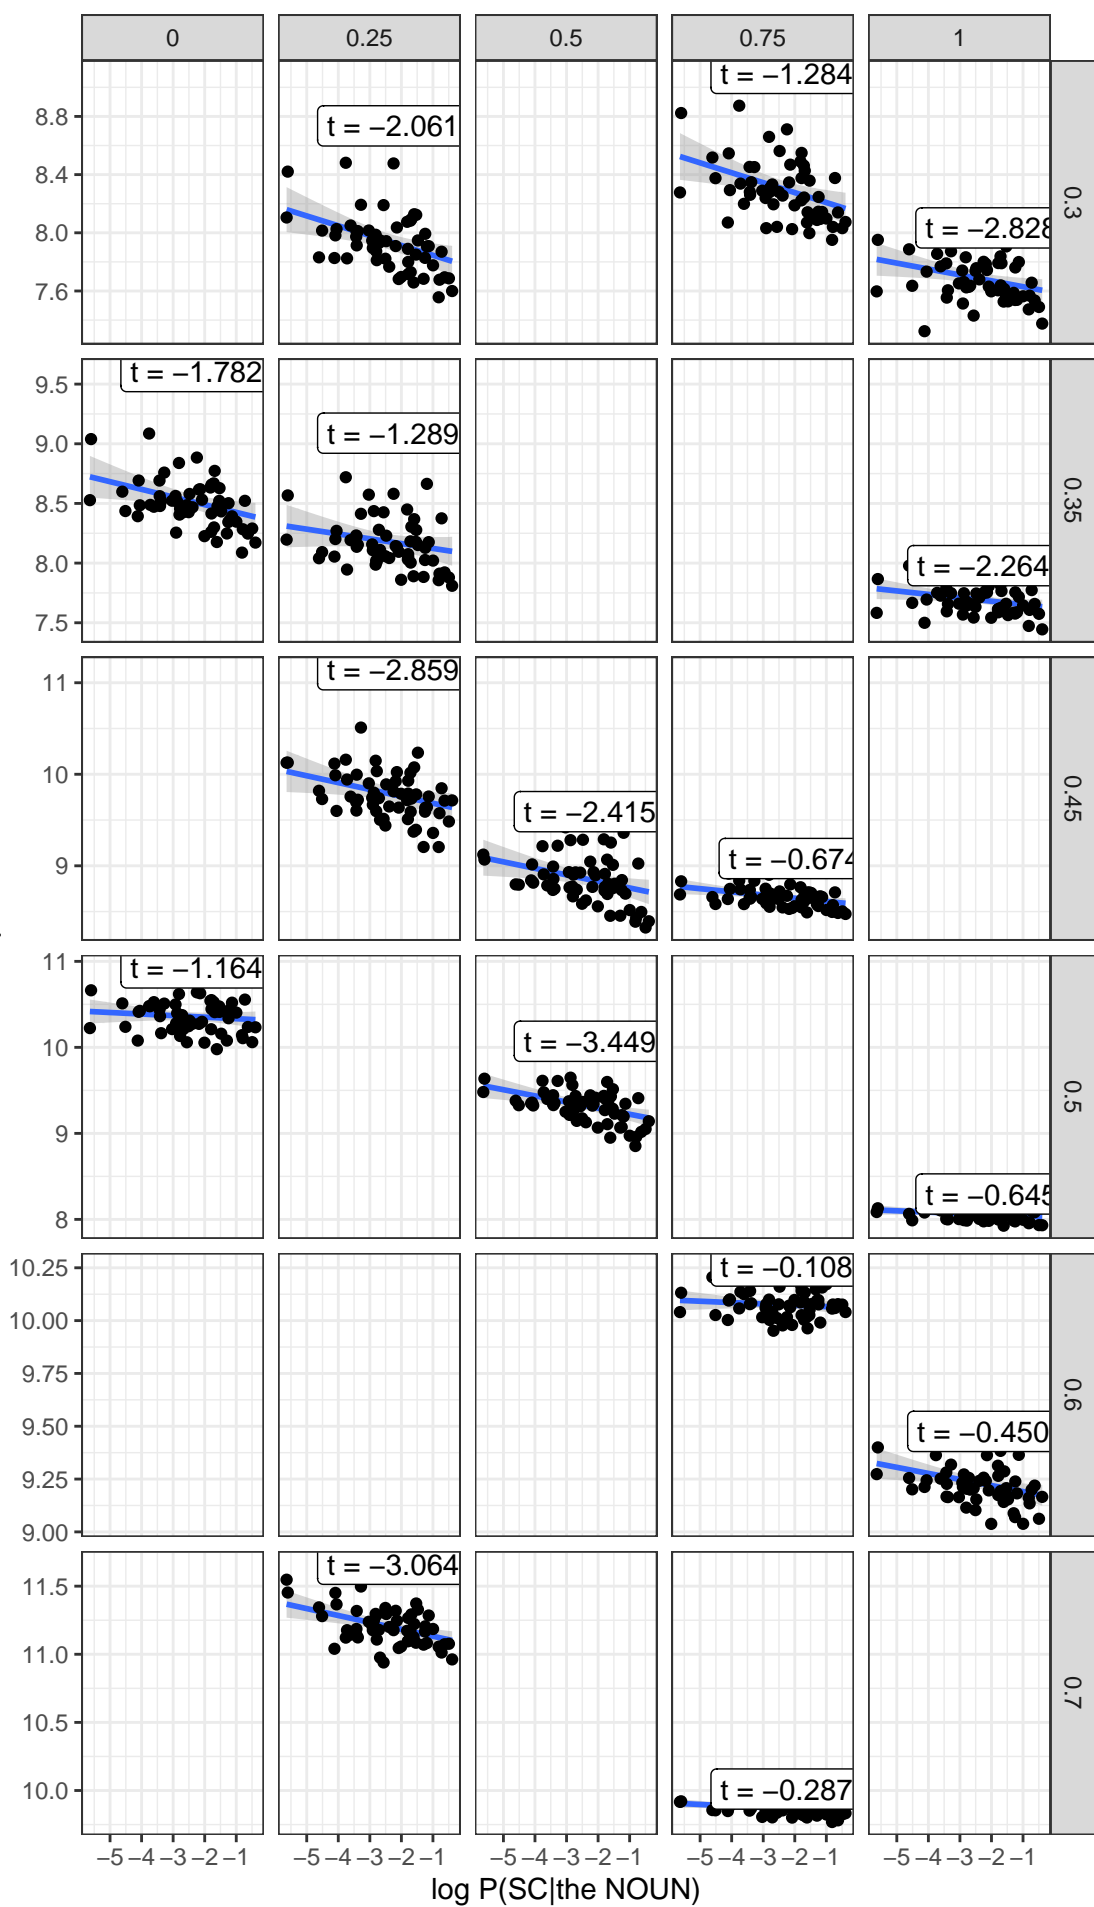 0 0.25 0.5 0.75 1
t = −1.284
8.8
t = −2.061
8.4
0.3
t = −2.828
8.0
7.6
t = −1.782
9.5
t = −1.289
9.0
8.5
0.35
t = −2.264
8.0
7.5
t = −2.859
11
10
0.45
t = −2.415
t = −0.674
9
11
t = −1.164
10
t = −3.449
0.5
9
t = −0.645
8
10.25
t = −0.108
10.00
9.75
0.6
9.50
t = −0.450
9.25
9.00
t = −3.064
11.5
11.0
0.7
10.5
10.0
t = −0.287
−5 −4 −3 −2 −1 −5 −4 −3 −2 −1 −5 −4 −3 −2 −1 −5 −4 −3 −2 −1 −5 −4 −3 −2 −1
log P(SC|the NOUN)